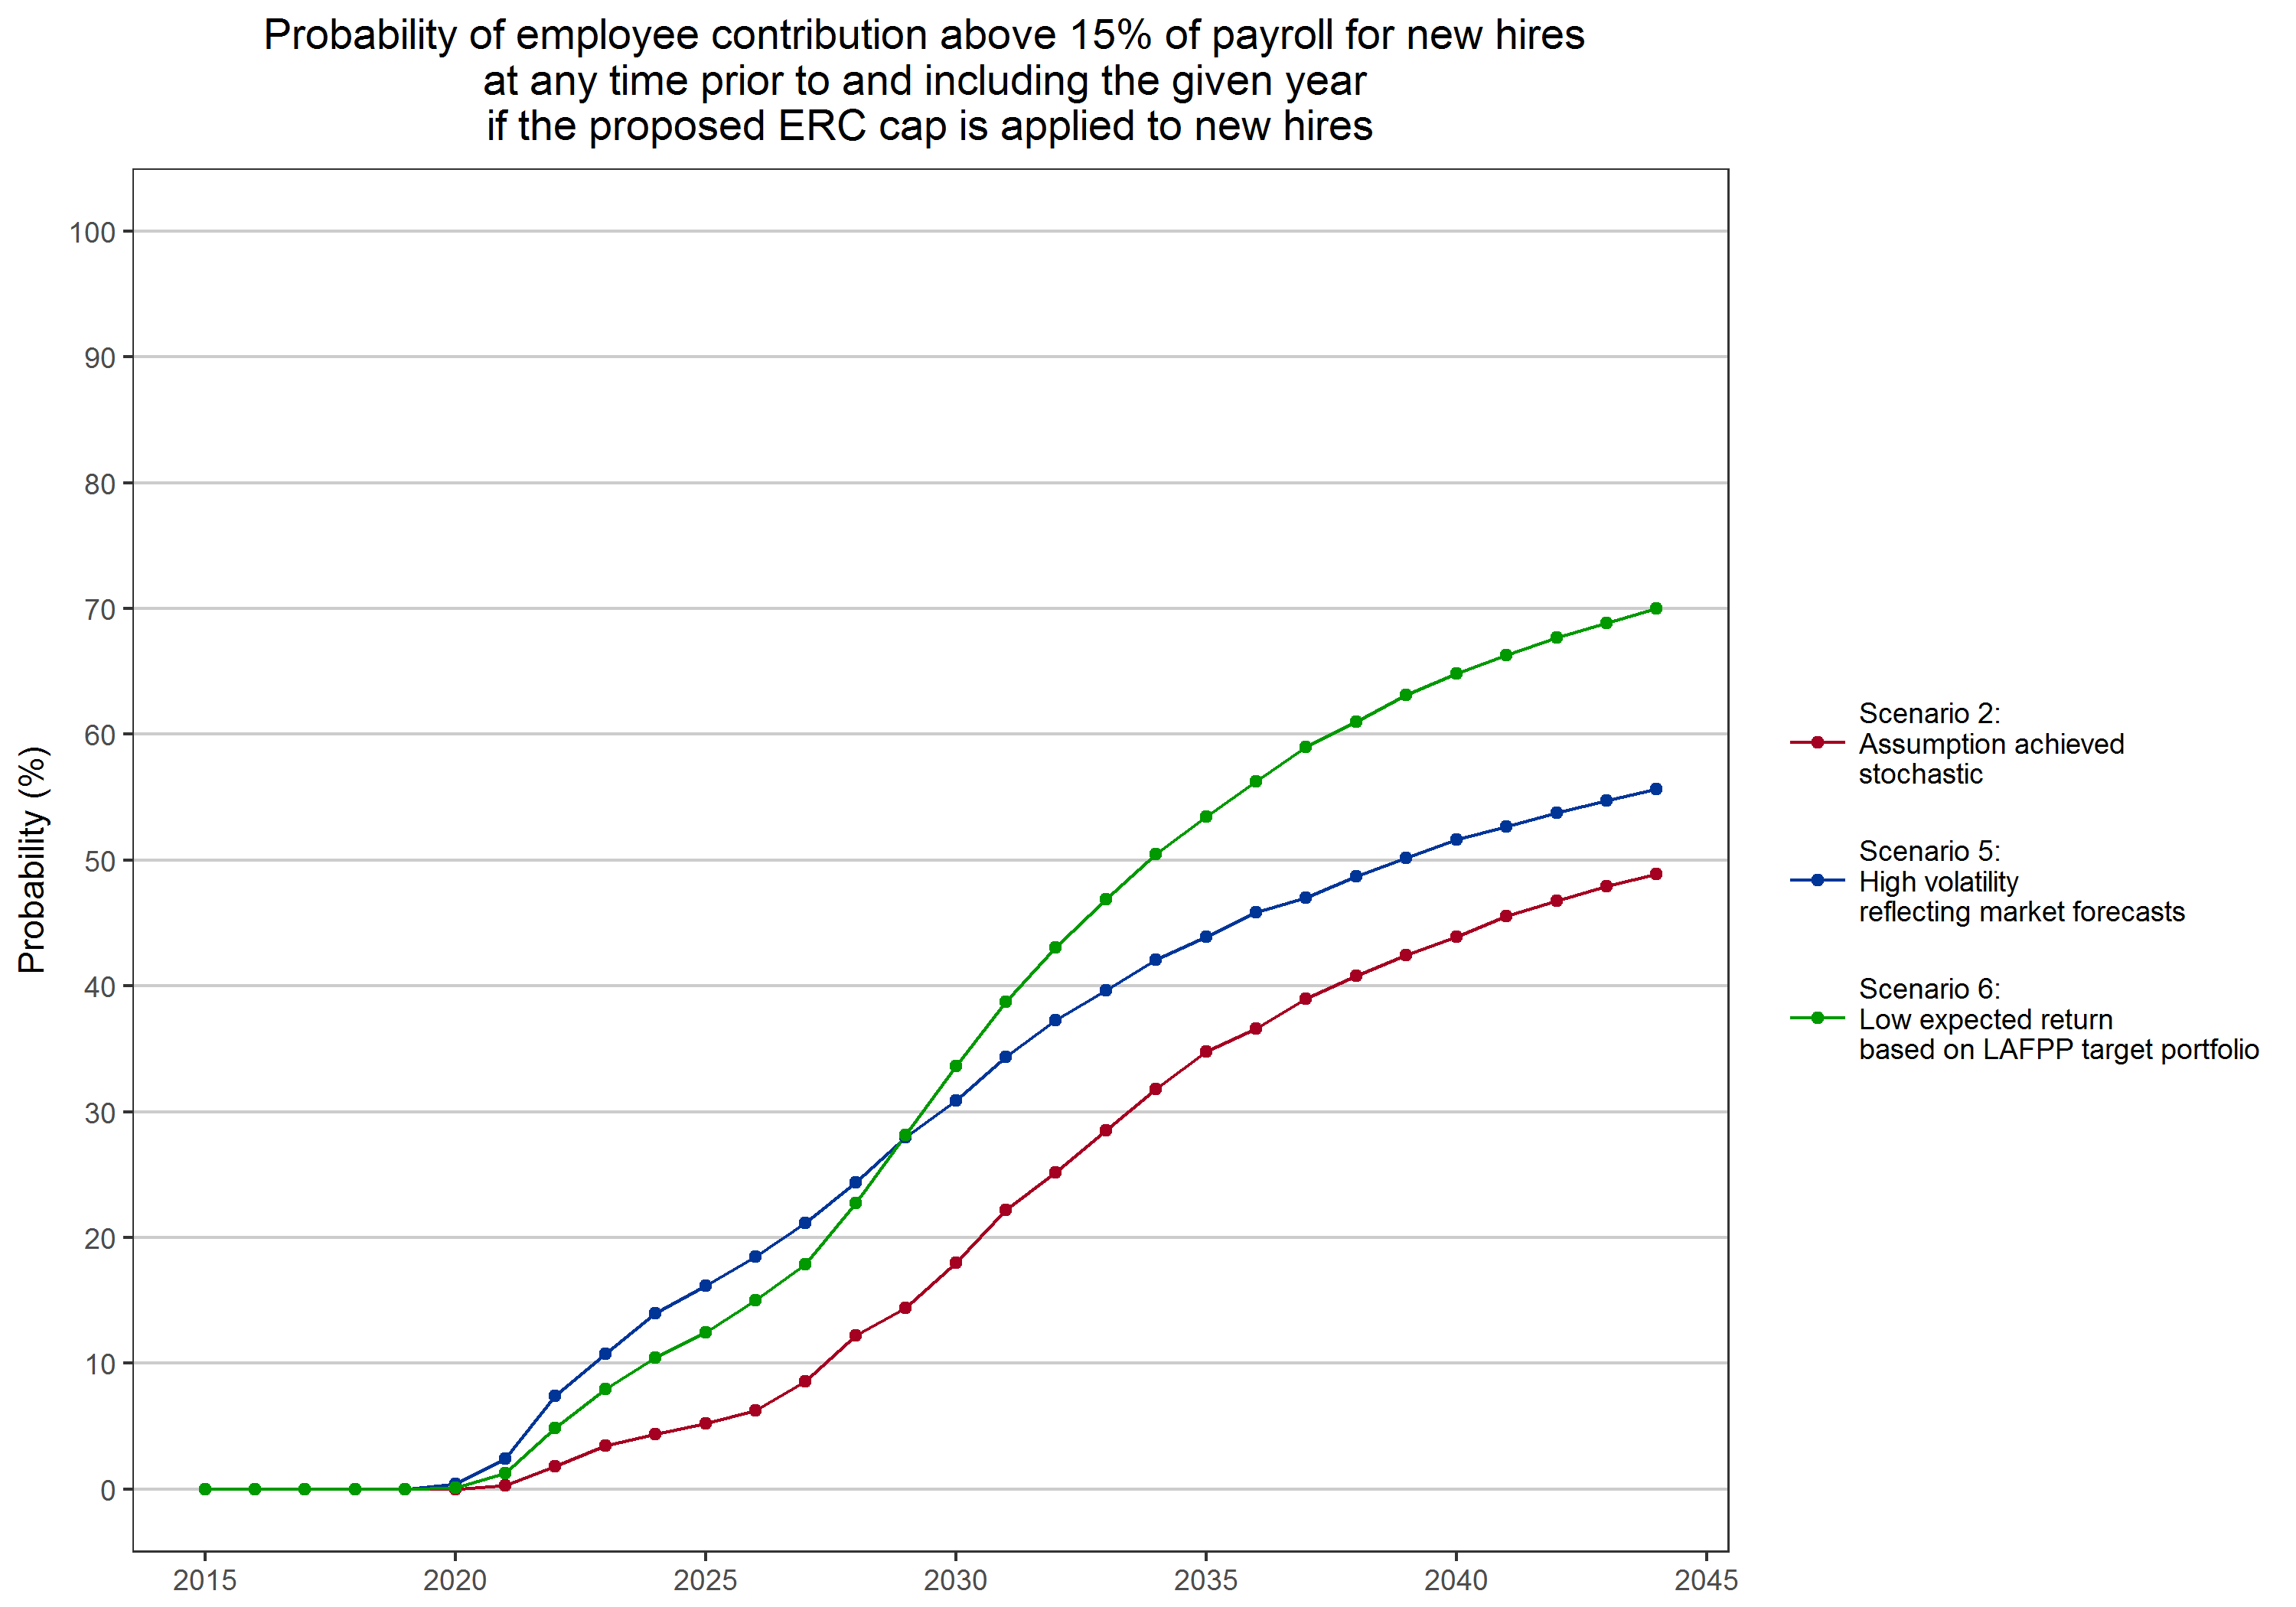 Probability of employee contribution above 15% of payroll for new hires
at any time prior to and including the given year
if the proposed ERC cap is applied to new hires
Probability (%)
100
90
80
70
60
50
40
30
20
10
0
2015
2020
2025
2030
2035
2040
2045
Scenario 2:
Assumption achieved
stochastic
Scenario 5:
High volatility
reflecting market forecasts
Scenario 6:
Low expected return
based on LAFPP target portfolio